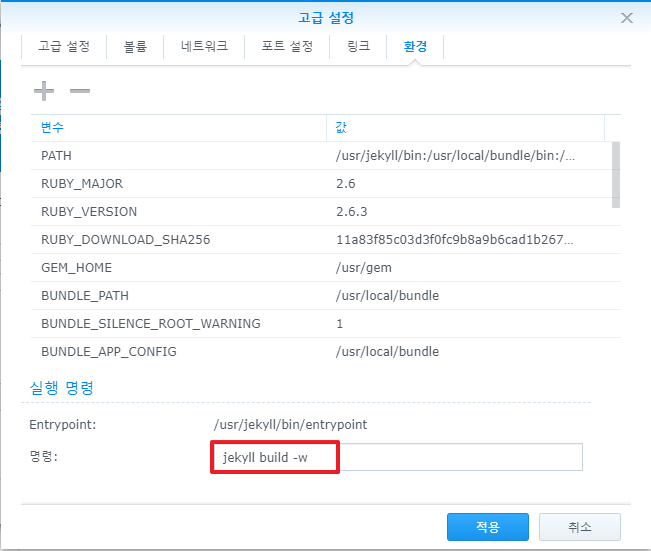 고급 설정
고급 설정 볼륨 네트워크 포트 설정 링크 환경
변수 값
PATH /usr/jekyll/bin:/usr/local/bundle/bin:/...
RUBY_MAJOR 2.6
RUBY_VERSION 2.6.3
RUBY_DOWNLOAD_SHA256 11a83f85c03d3f0fc9b8a9b6cad1b267...
GEM_HOME /usr/gem
BUNDLE_PATH /usr/local/bundle
BUNDLE_SILENCE_ROOT_WARNING 1
BUNDLE_APP_CONFIG /usr/local/bundle
실행 명령
Entrypoint: /usr/jekyll/bin/entrypoint
명령: jekyll build -w
적용 취소